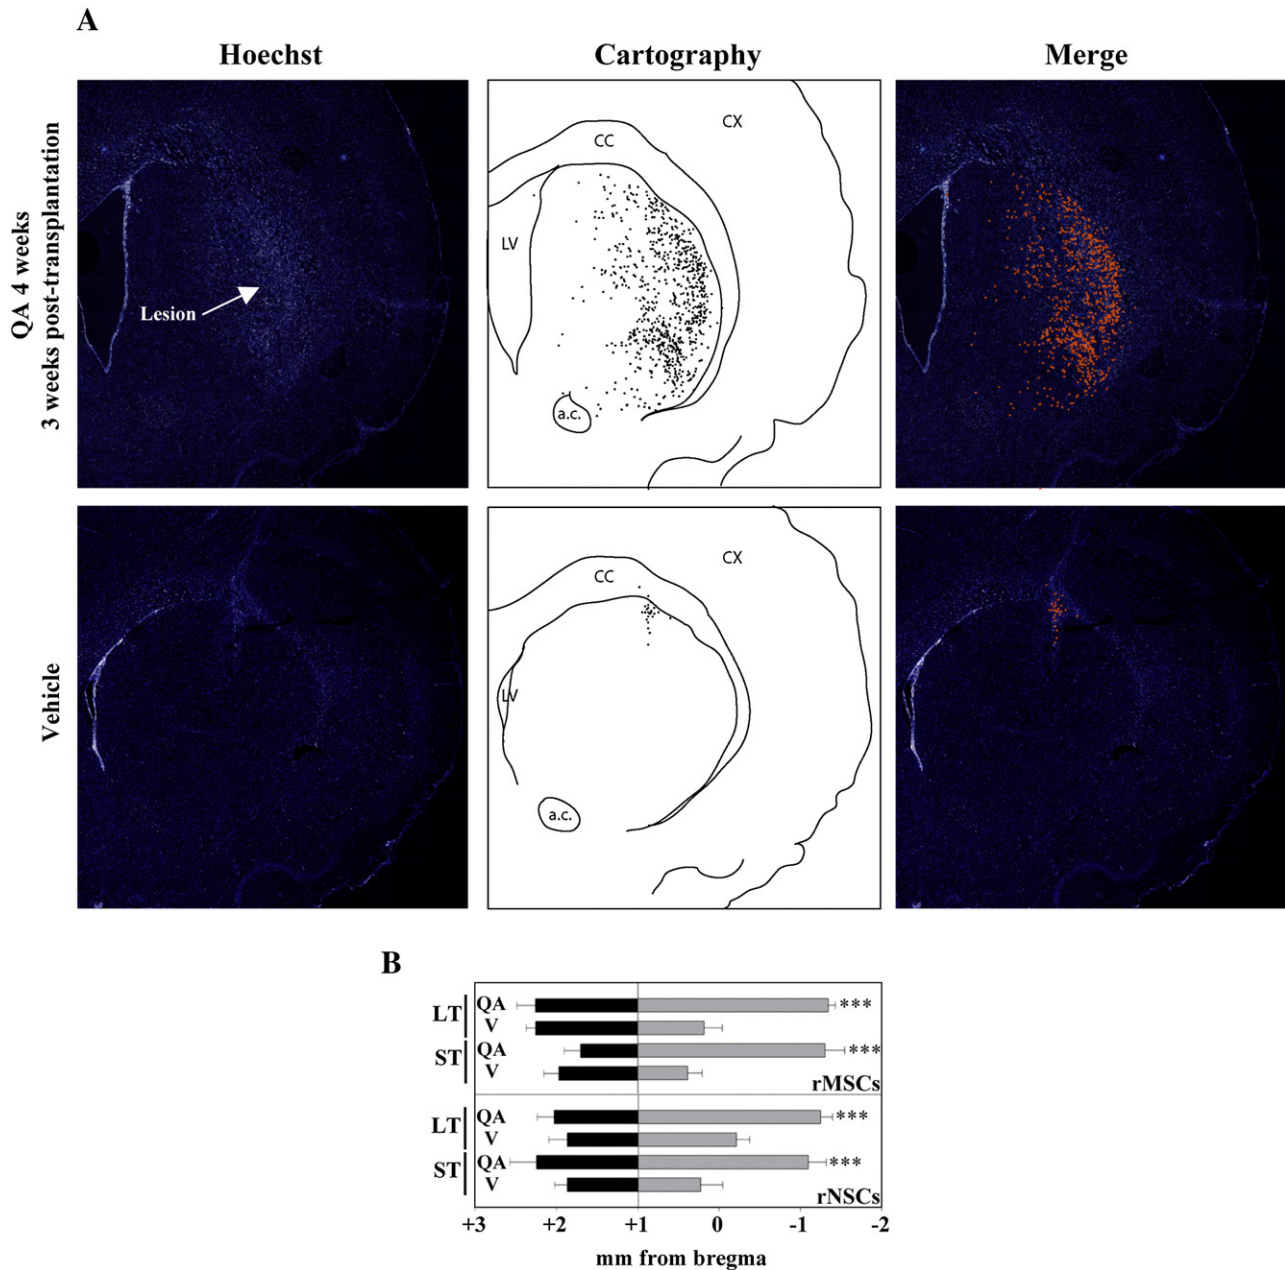 A
Hoechst
Cartography
Merge
QA 4 weeks
3 weeks post-transplantation
Lesion
CX
CC
LV
a.c.
Vehicle
CX
CC
LV
a.c.
B
LT
QA
***
V
ST
QA
***
V
rMSCs
LT
QA
***
V
ST
QA
***
V
rNSCs
+3 +2 +1 0 -1 -2
mm from bregma